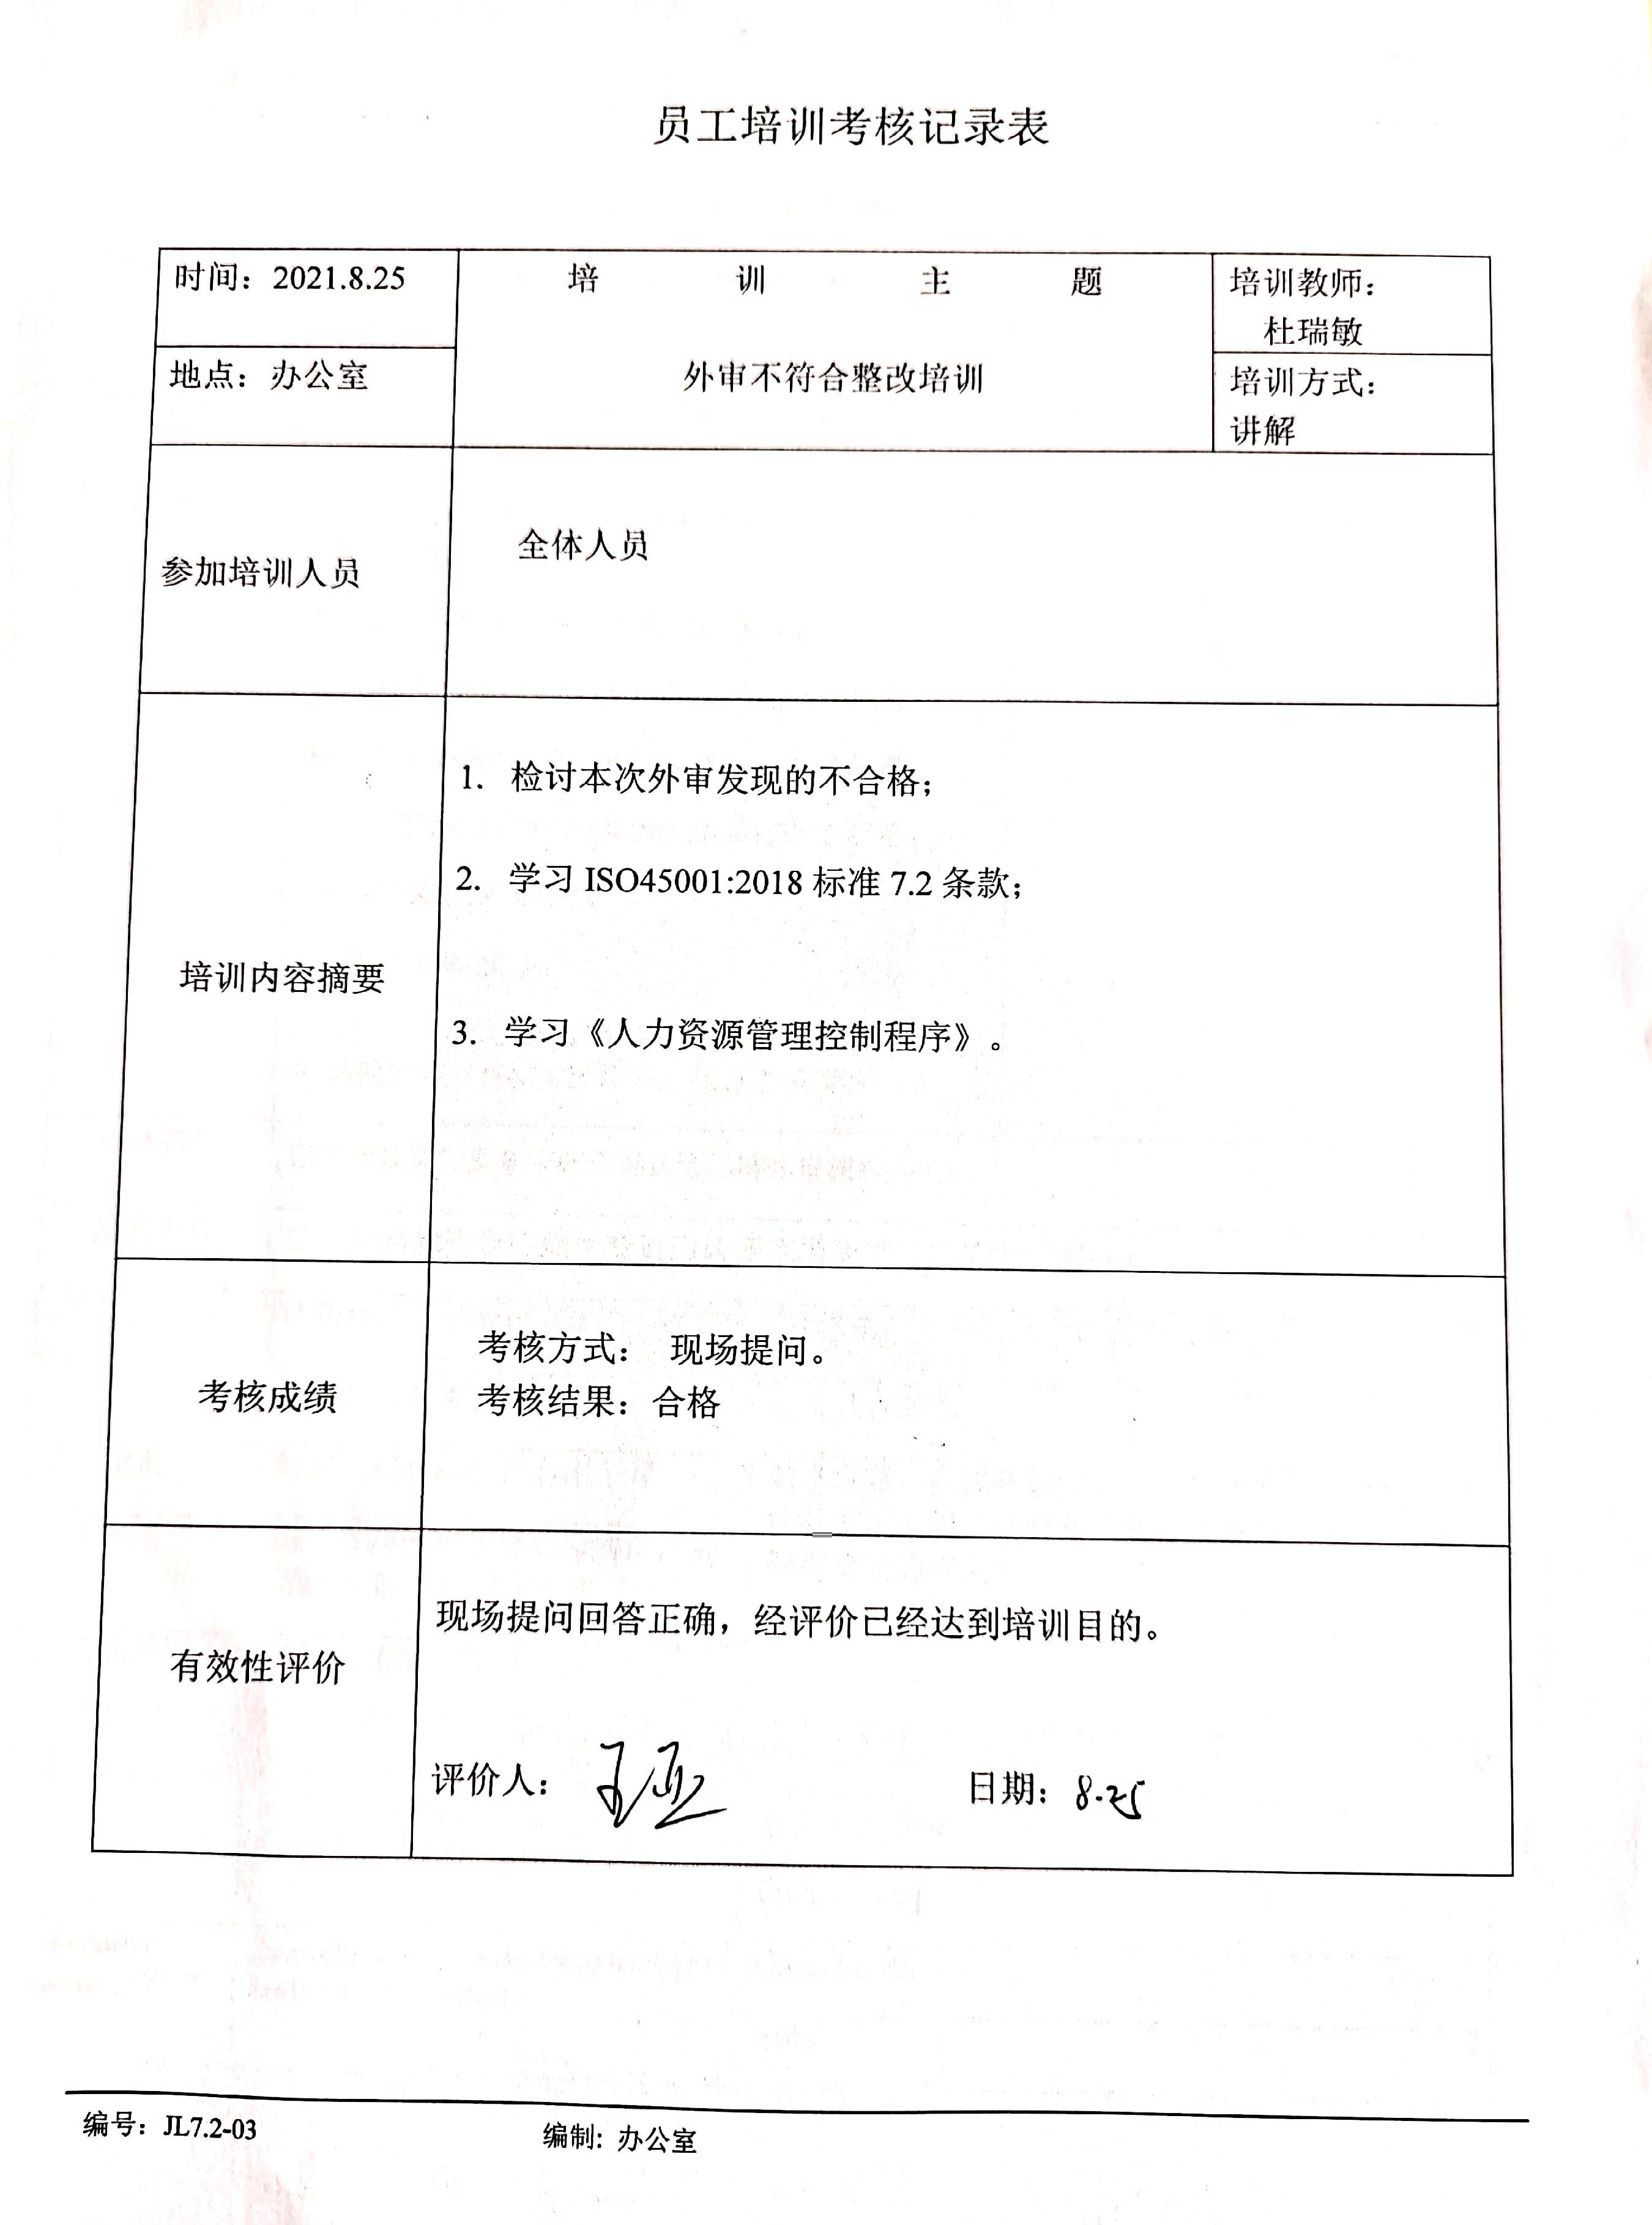 员工培训考核记录表
时间：2021.8.25
培 训 主 题
培训教师：
杜瑞敏
地点：办公室
外审不符合整改培训
培训方式：
讲解
参加培训人员
全体人员
培训内容摘要
1. 检讨本次外审发现的不合格；
2. 学习 ISO45001:2018 标准 7.2 条款；
3. 学习《人力资源管理控制程序》。
考核成绩
考核方式： 现场提问。
考核结果：合格
有效性评价
现场提问回答正确，经评价已经达到培训目的。
评价人： 王亚
日期：8.25
编号：JL7.2-03
编制: 办公室